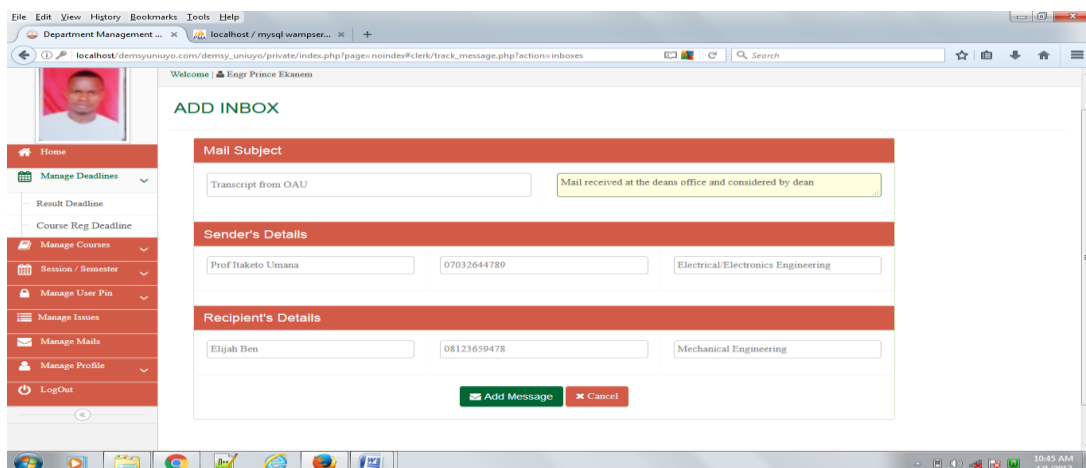 File Edit View History Bookmarks Tools Help
Department Management ... × localhost / mysql wampser... × +
localhost/demsyuniuyo.com/demsy_uniuyo/private/index.php?page=noindex#clerk/track_message.php?action=inboxes Search
Welcome | Engr Prince Ekanem
ADD INBOX
Home
Manage Deadlines
Result Deadline
Course Reg Deadline
Manage Courses
Session / Semester
Manage User Pin
Manage Issues
Manage Mails
Manage Profile
LogOut
Mail Subject
Transcript from OAU Mail received at the deans office and considered by dean
Sender's Details
Prof Itaketo Umana 07032644789 Electrical/Electronics Engineering
Recipient's Details
Elijah Ben 08123659478 Mechanical Engineering
Add Message × Cancel
10:45 AM